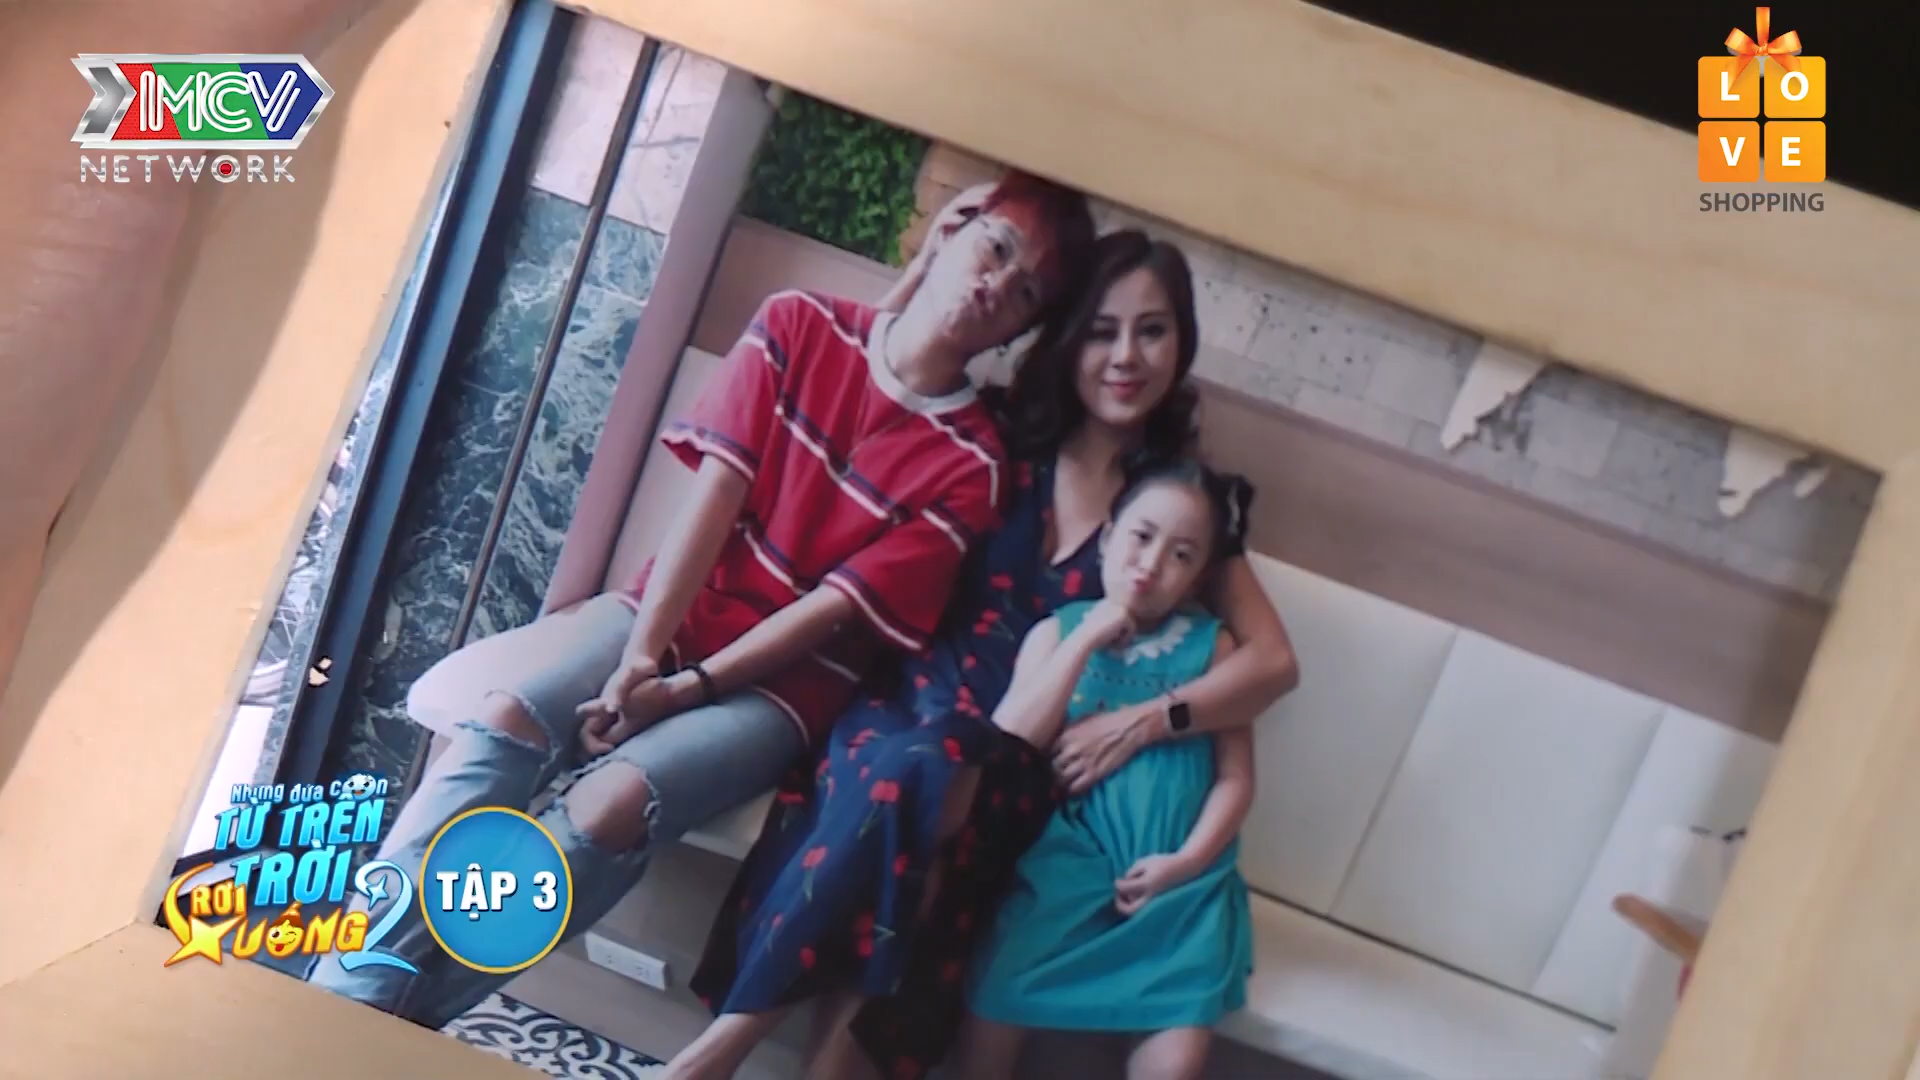 MCV
NETWORK
L O
V E
SHOPPING
Những đứa con
TỪ TRÊN
TRỜI
RƠI
XUỐNG 2
TẬP 3